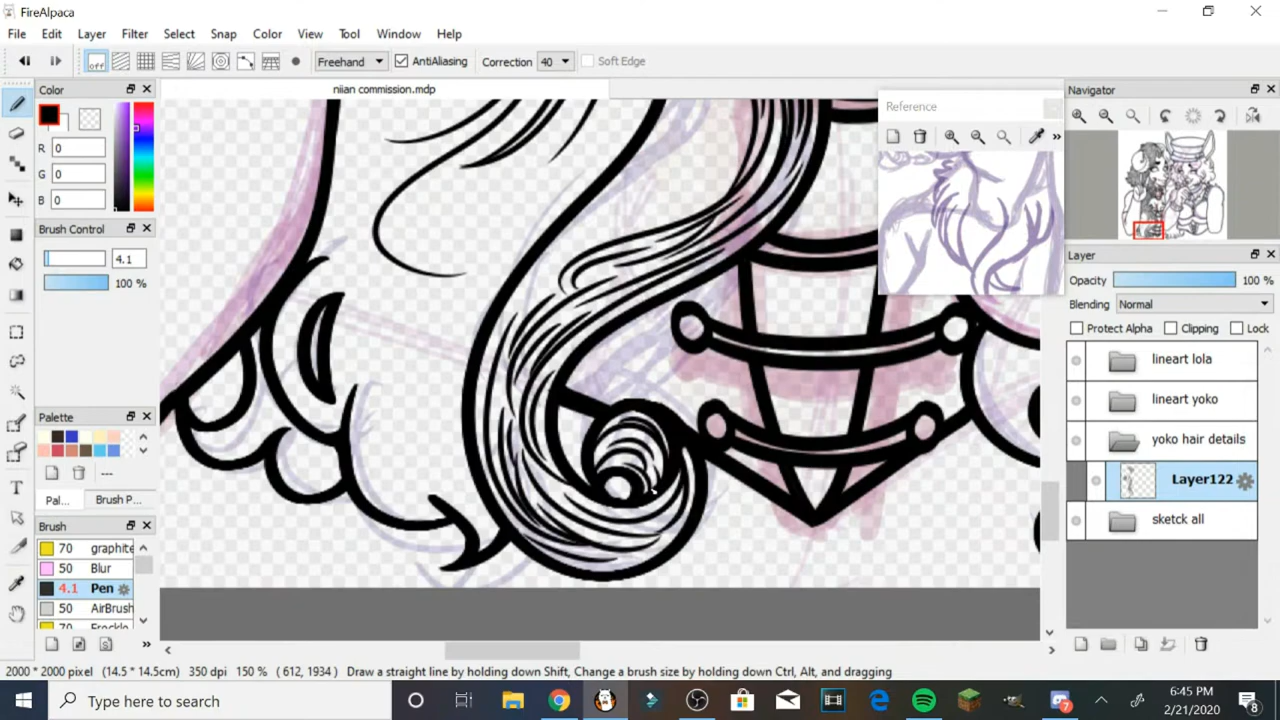 FireAlpaca
File Edit Layer Filter Select Snap Color View Tool Window Help
off Freehand AntiAliasing Correction 40 Soft Edge
Color
niian commission.mdp
Reference
Navigator
R 0
G 0
B 0
Brush Control
4.1
100 %
Layer
Opacity 100 %
Blending Normal
Protect Alpha Clipping Lock
lineart lola
lineart yoko
yoko hair details
Layer122
sketck all
Palette
---
Pal... Brush P...
Brush
70 graphite
50 Blur
4.1 Pen
50 AirBrush
70 Freckle
2000 * 2000 pixel (14.5 * 14.5cm) 350 dpi 150 % ( 612, 1934 ) Draw a straight line by holding down Shift, Change a brush size by holding down Ctrl, Alt, and dragging
Type here to search
7
6:45 PM
2/21/2020
8